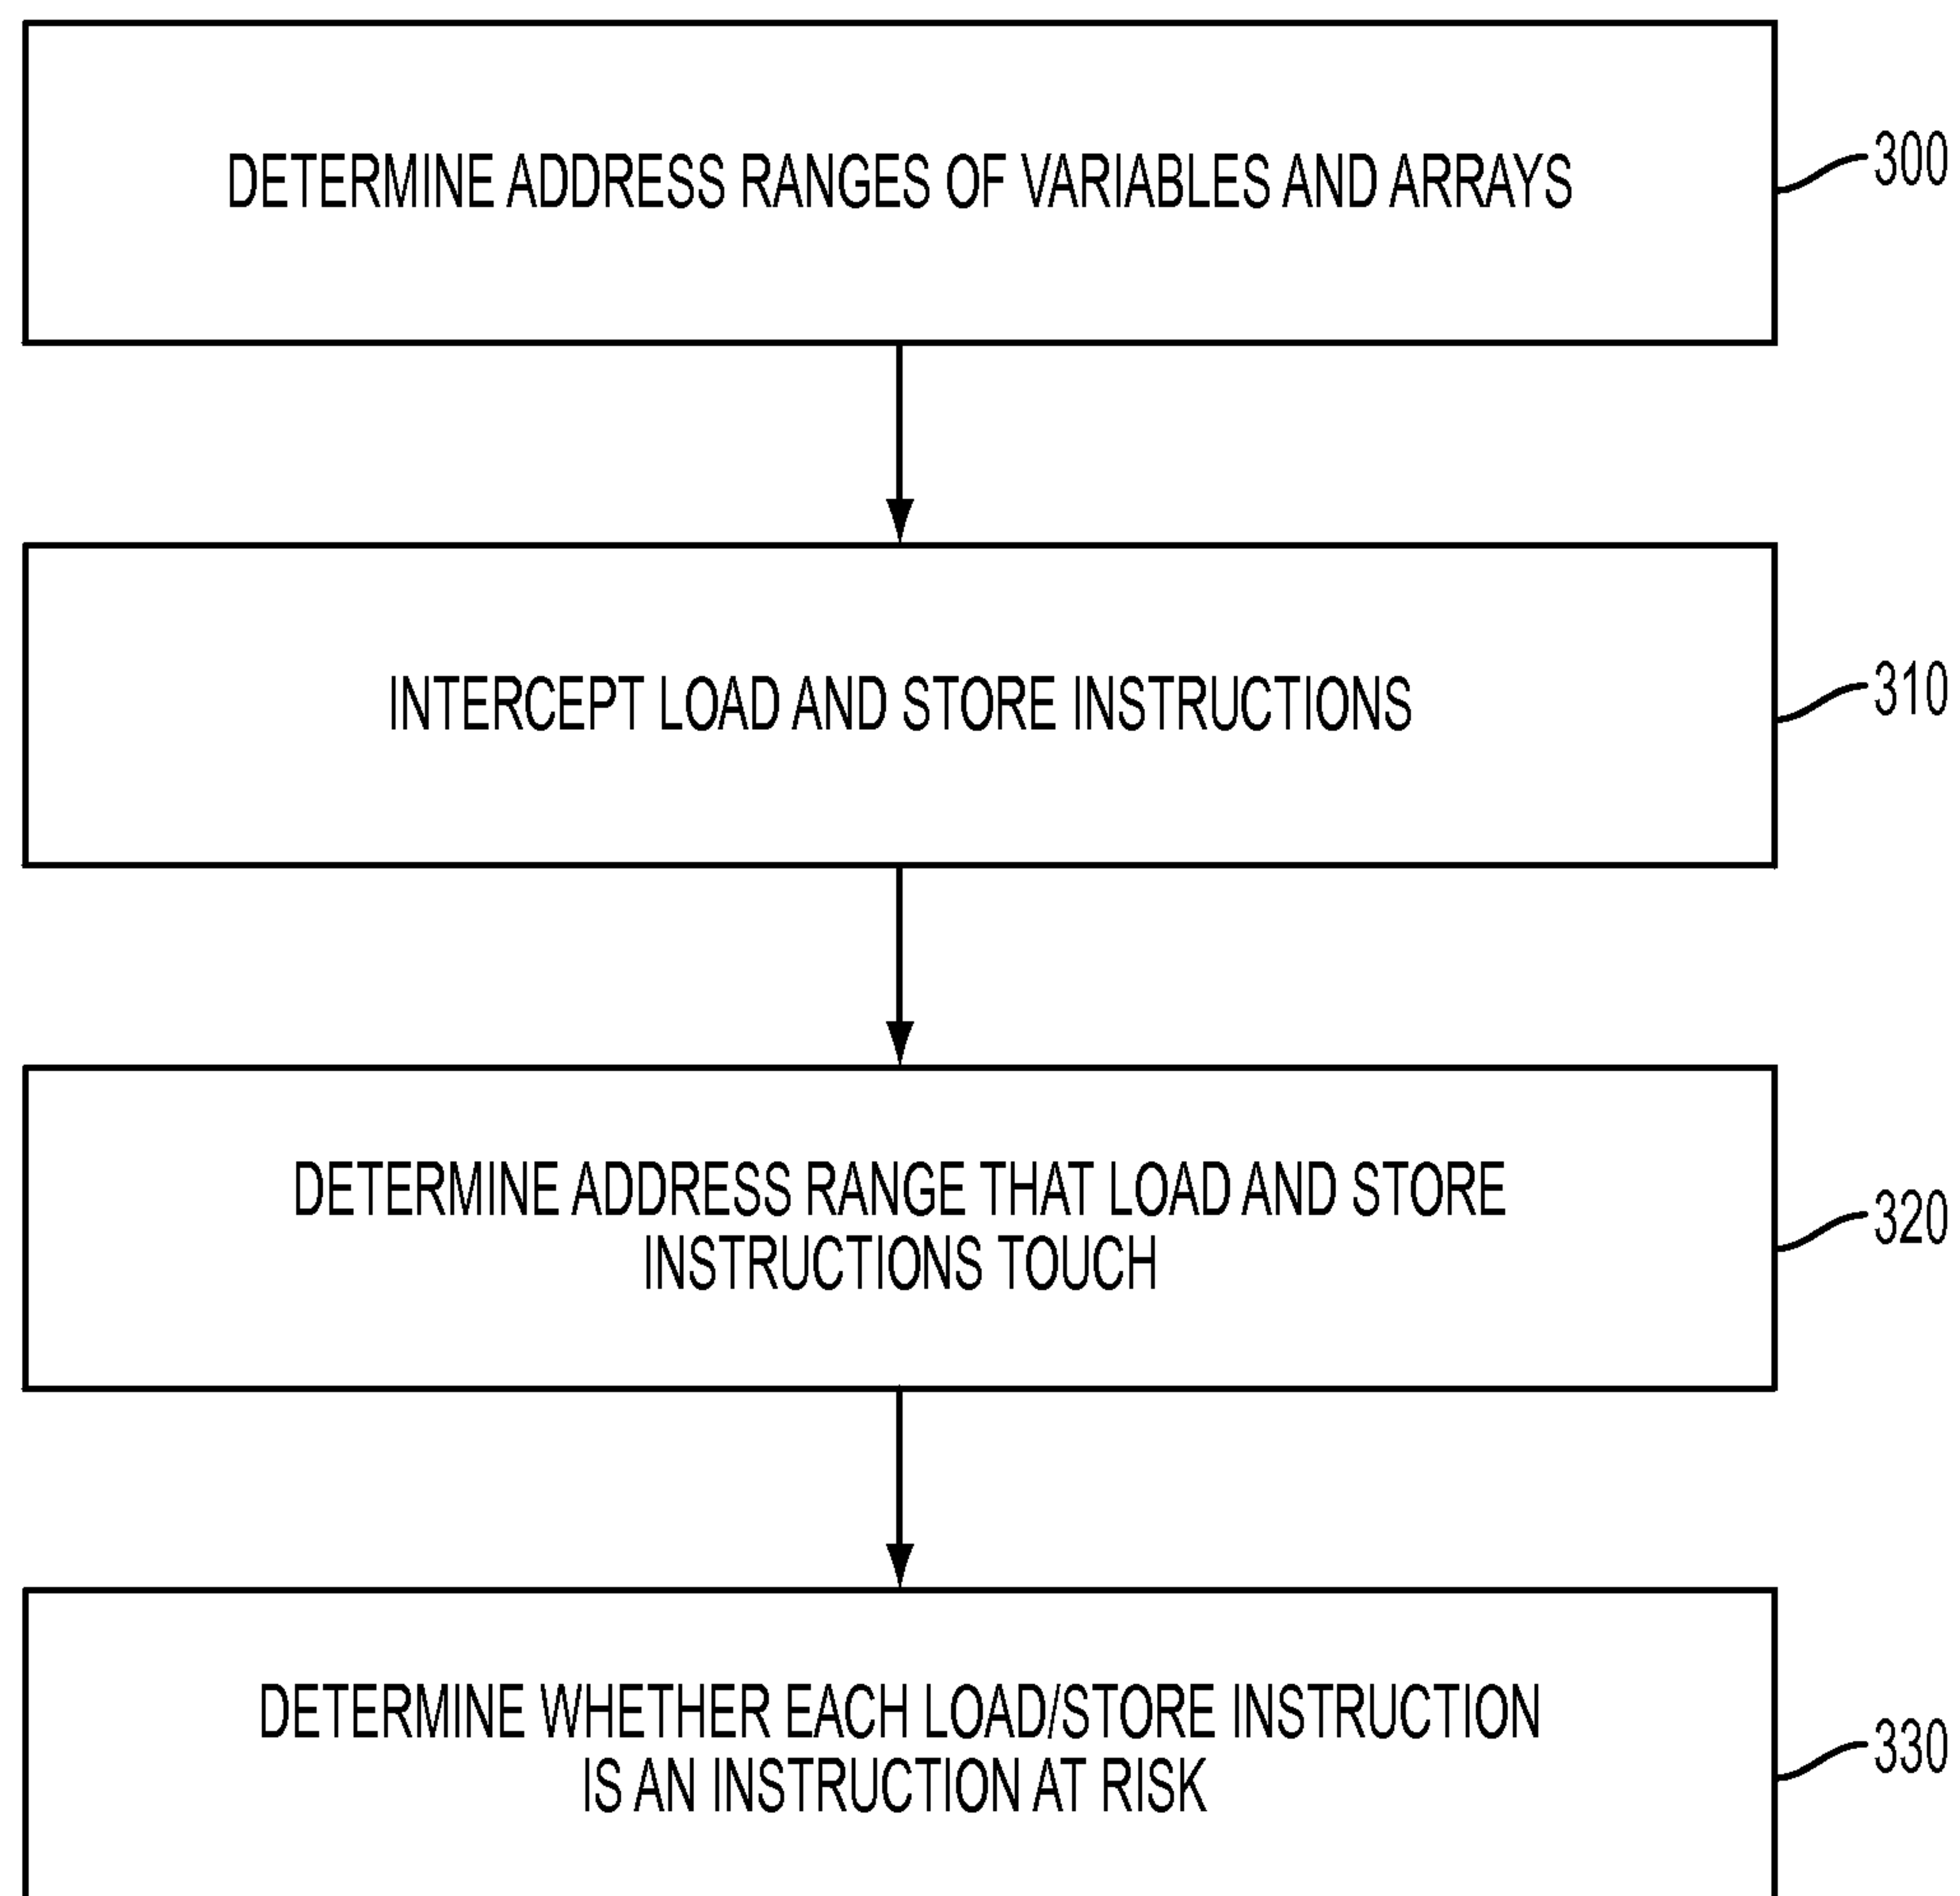 DETERMINE ADDRESS RANGES OF VARIABLES AND ARRAYS
300
INTERCEPT LOAD AND STORE INSTRUCTIONS
310
DETERMINE ADDRESS RANGE THAT LOAD AND STORE
INSTRUCTIONS TOUCH
320
DETERMINE WHETHER EACH LOAD/STORE INSTRUCTION
IS AN INSTRUCTION AT RISK
330